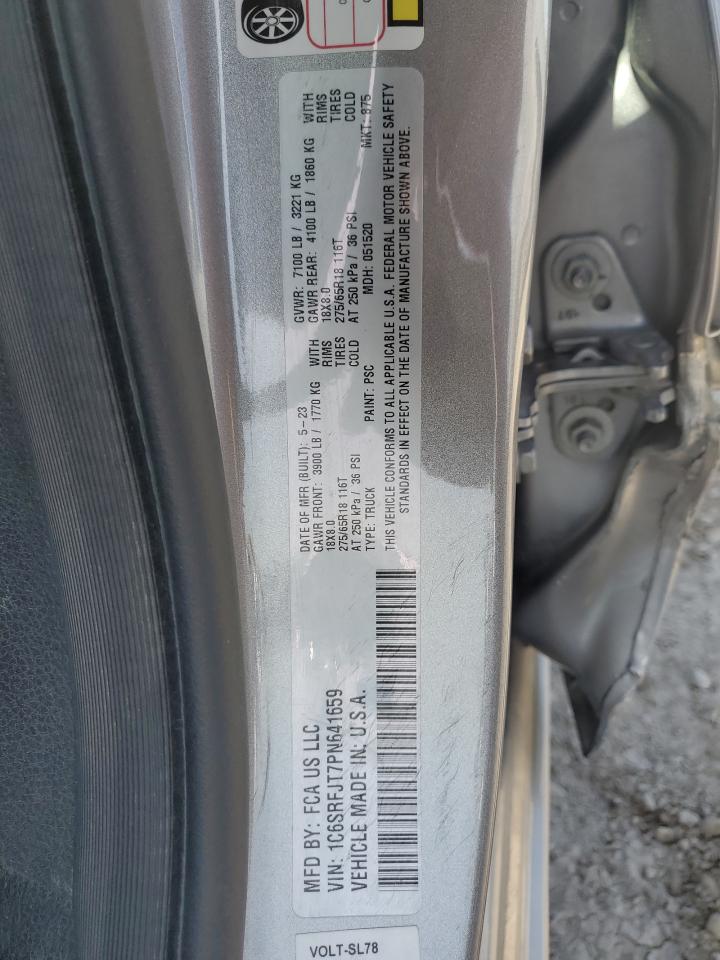 MFD BY: FCA US LLC
VIN: 1C6SRFJT7PN641659
VEHICLE MADE IN: U.S.A.
DATE OF MFR (BUILT): 5-23 GVWR: 7100 LB / 3221 KG
GAWR FRONT: 3900 LB / 1770 KG WITH GAWR REAR: 4100 LB / 1860 KG WITH
18X8.0 RIMS 18X8.0 RIMS
275/65R18 116T TIRES 275/65R18 116T TIRES
AT 250 kPa / 36 PSI COLD AT 250 kPa / 36 PSI COLD
TYPE: TRUCK PAINT: PSC MDH: 051520 MKT: 875
THIS VEHICLE CONFORMS TO ALL APPLICABLE U.S.A. FEDERAL MOTOR VEHICLE SAFETY
STANDARDS IN EFFECT ON THE DATE OF MANUFACTURE SHOWN ABOVE.
VOLT-SL78